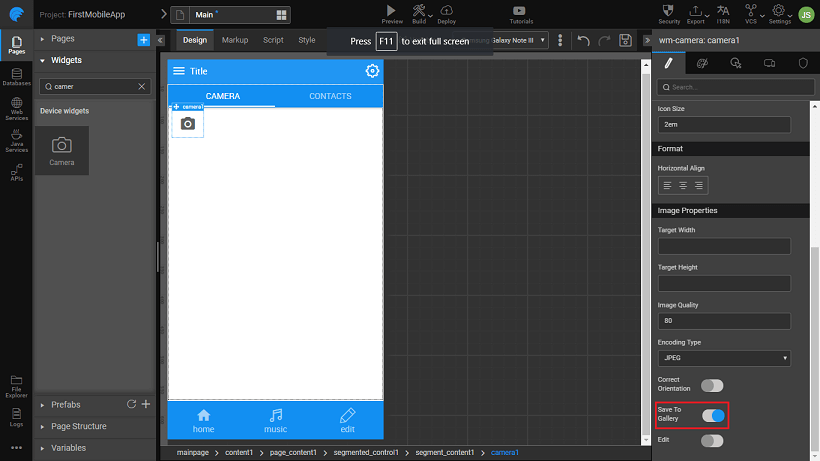 Project: FirstMobileApp
Main *
Preview
Build
Deploy
Tutorials
Security
Export
I18N
VCS
Settings
JS
Pages
Databases
Web
Services
Java
Services
APIs
File
Explorer
Logs
Pages
Widgets
camer
Device widgets
Camera
Prefabs
Page Structure
Variables
Design
Markup
Script
Style
Press F11 to exit full screen
Galaxy Note III
Title
CAMERA
CONTACTS
camera1
home
music
edit
mainpage > content1 > page_content1 > segmented_control1 > segment_content1 > camera1
wm-camera: camera1
Search...
Icon Size
2em
Format
Horizontal Align
Image Properties
Target Width
Target Height
Image Quality
80
Encoding Type
JPEG
Correct
Orientation
Save To
Gallery
Edit